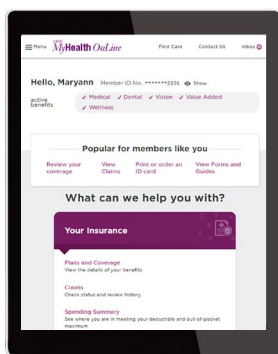 Menu MyHealth OnLine Find Care Contact Us Inbox
Hello, Maryann Member ID No. *******2201 Show
active benefits ✓ Medical ✓ Dental ✓ Vision ✓ Value Added
✓ Wellness
Popular for members like you
Review your coverage
View Claims
Print or order an ID card
View Forms and Guides
What can we help you with?
Your Insurance
Plans and Coverage
View the details of your benefits
Claims
Check status and review history
Spending Summary
See where you are in meeting your deductible and out-of-pocket
maximum